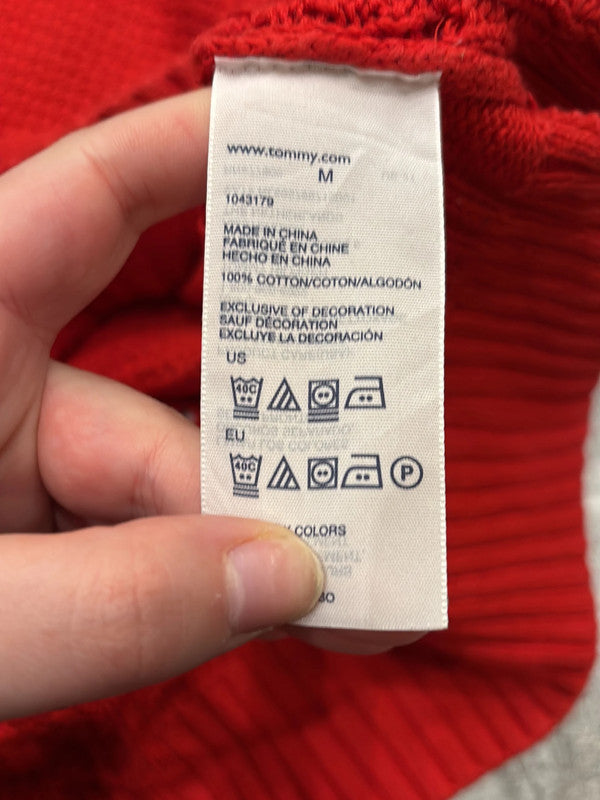 www.tommy.com
M
1043179
MADE IN CHINA
FABRIQUÉ EN CHINE
HECHO EN CHINA
100% COTTON/COTON/ALGODÓN
EXCLUSIVE OF DECORATION
SAUF DÉCORATION
EXCLUYE LA DECORACIÓN
US
40C
EU
40C
P
COLORS